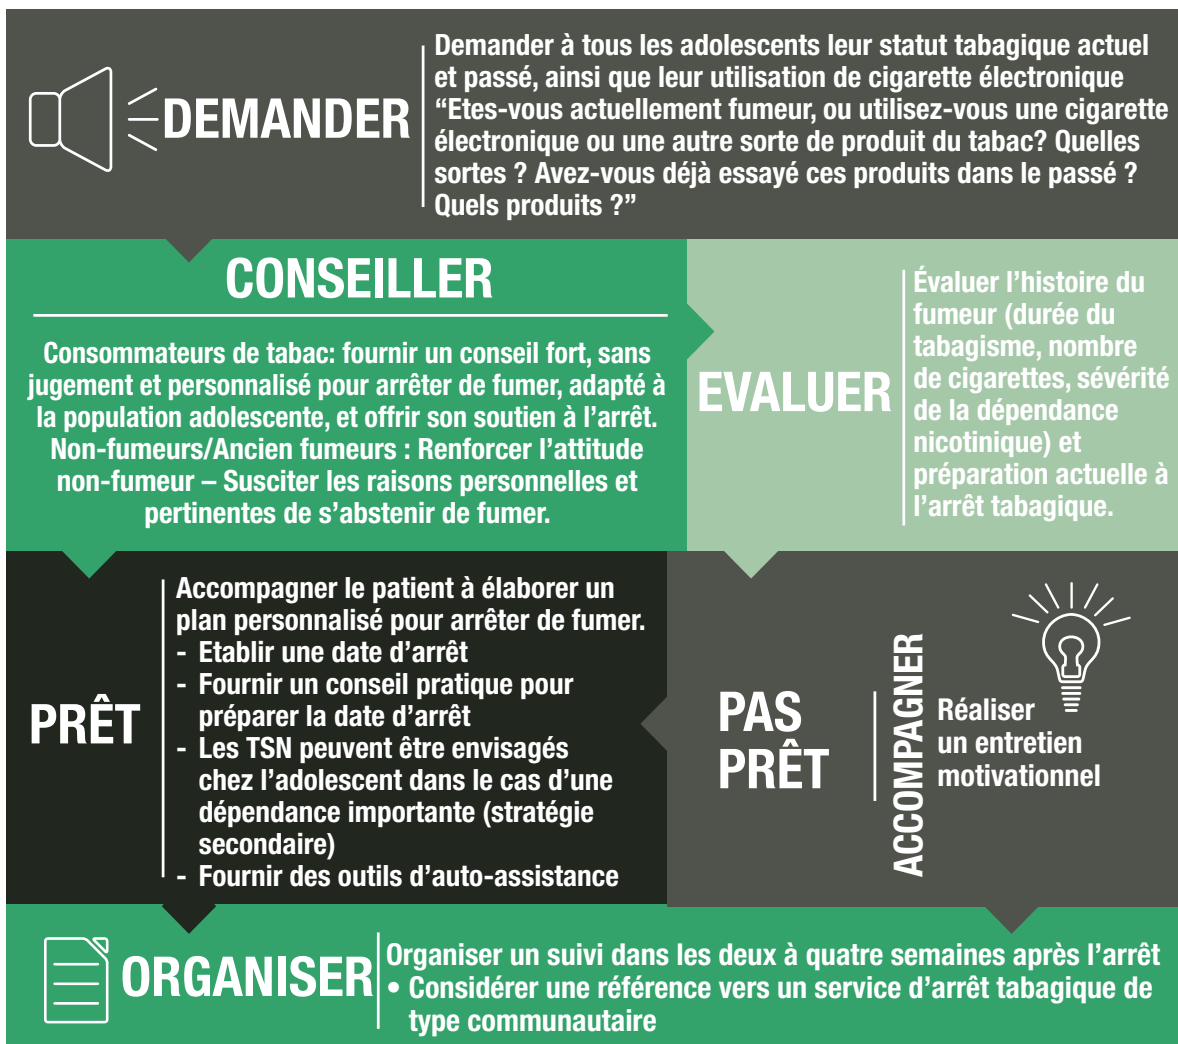 DEMANDER
Demander à tous les adolescents leur statut tabagique actuel
et passé, ainsi que leur utilisation de cigarette électronique
“Etes-vous actuellement fumeur, ou utilisez-vous une cigarette
électronique ou une autre sorte de produit du tabac? Quelles
sortes ? Avez-vous déjà essayé ces produits dans le passé ?
Quels produits ?”
CONSEILLER
Consommateurs de tabac: fournir un conseil fort, sans
jugement et personnalisé pour arrêter de fumer, adapté à
la population adolescente, et offrir son soutien à l’arrêt.
Non-fumeurs/Ancien fumeurs : Renforcer l’attitude
non-fumeur – Susciter les raisons personnelles et
pertinentes de s’abstenir de fumer.
EVALUER
Évaluer l’histoire du
fumeur (durée du
tabagisme, nombre
de cigarettes, sévérité
de la dépendance
nicotinique) et
préparation actuelle à
l’arrêt tabagique.
PRÊT
Accompagner le patient à élaborer un
plan personnalisé pour arrêter de fumer.
- Etablir une date d’arrêt
- Fournir un conseil pratique pour
préparer la date d’arrêt
- Les TSN peuvent être envisagés
chez l’adolescent dans le cas d’une
dépendance importante (stratégie
secondaire)
- Fournir des outils d’auto-assistance
PAS
PRÊT
ACCOMPAGNER
Réaliser
un entretien
motivationnel
ORGANISER
Organiser un suivi dans les deux à quatre semaines après l’arrêt
• Considérer une référence vers un service d’arrêt tabagique de
type communautaire